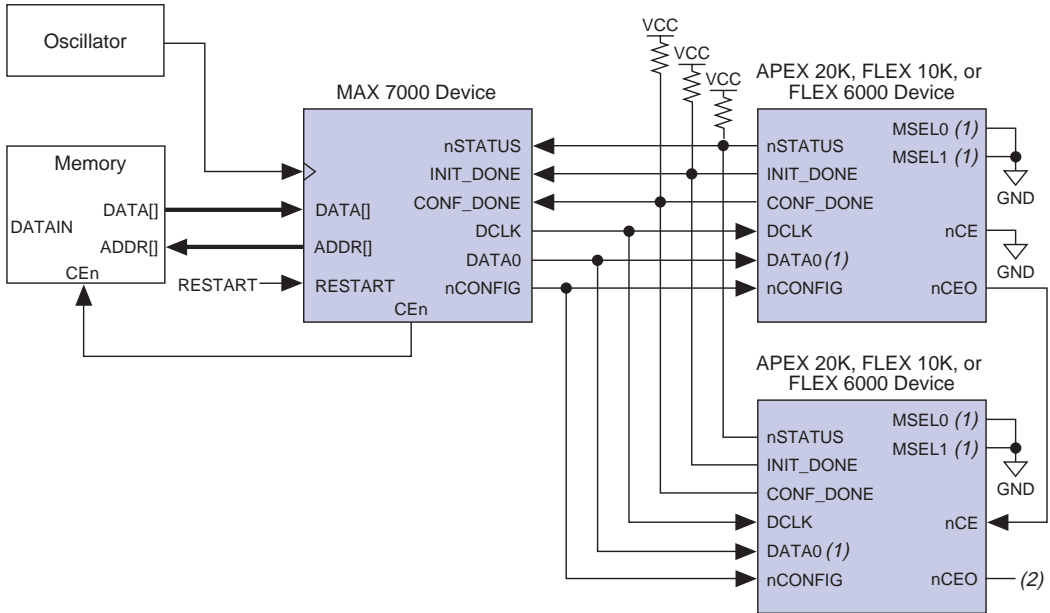 Oscillator
VCC
VCC
VCC
MAX 7000 Device
APEX 20K, FLEX 10K, or
FLEX 6000 Device
Memory
DATAIN
DATA[]
ADDR[]
CEn
RESTART
nSTATUS
INIT_DONE
CONF_DONE
DATA[]
DCLK
ADDR[]
DATA0
RESTART
nCONFIG
CEn
nSTATUS
INIT_DONE
CONF_DONE
DCLK
DATA0 (1)
nCONFIG
MSEL0 (1)
MSEL1 (1)
GND
nCE
GND
nCEO
APEX 20K, FLEX 10K, or
FLEX 6000 Device
nSTATUS
INIT_DONE
CONF_DONE
DCLK
DATA0 (1)
nCONFIG
MSEL0 (1)
MSEL1 (1)
GND
nCE
nCEO
(2)